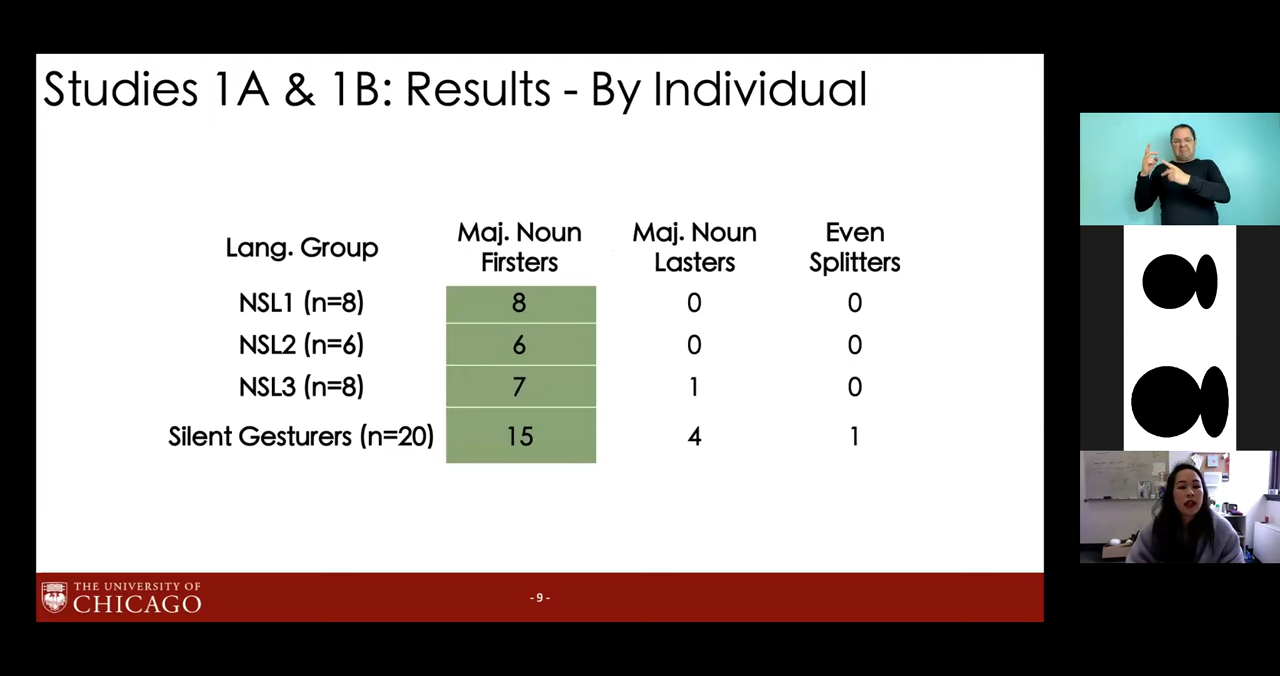 Studies 1A & 1B: Results - By Individual
Lang. Group
Maj. Noun
Firsters
Maj. Noun
Lasters
Even
Splitters
NSL1 (n=8) 8 0 0
NSL2 (n=6) 6 0 0
NSL3 (n=8) 7 1 0
Silent Gesturers (n=20) 15 4 1
THE UNIVERSITY OF
CHICAGO
-9-